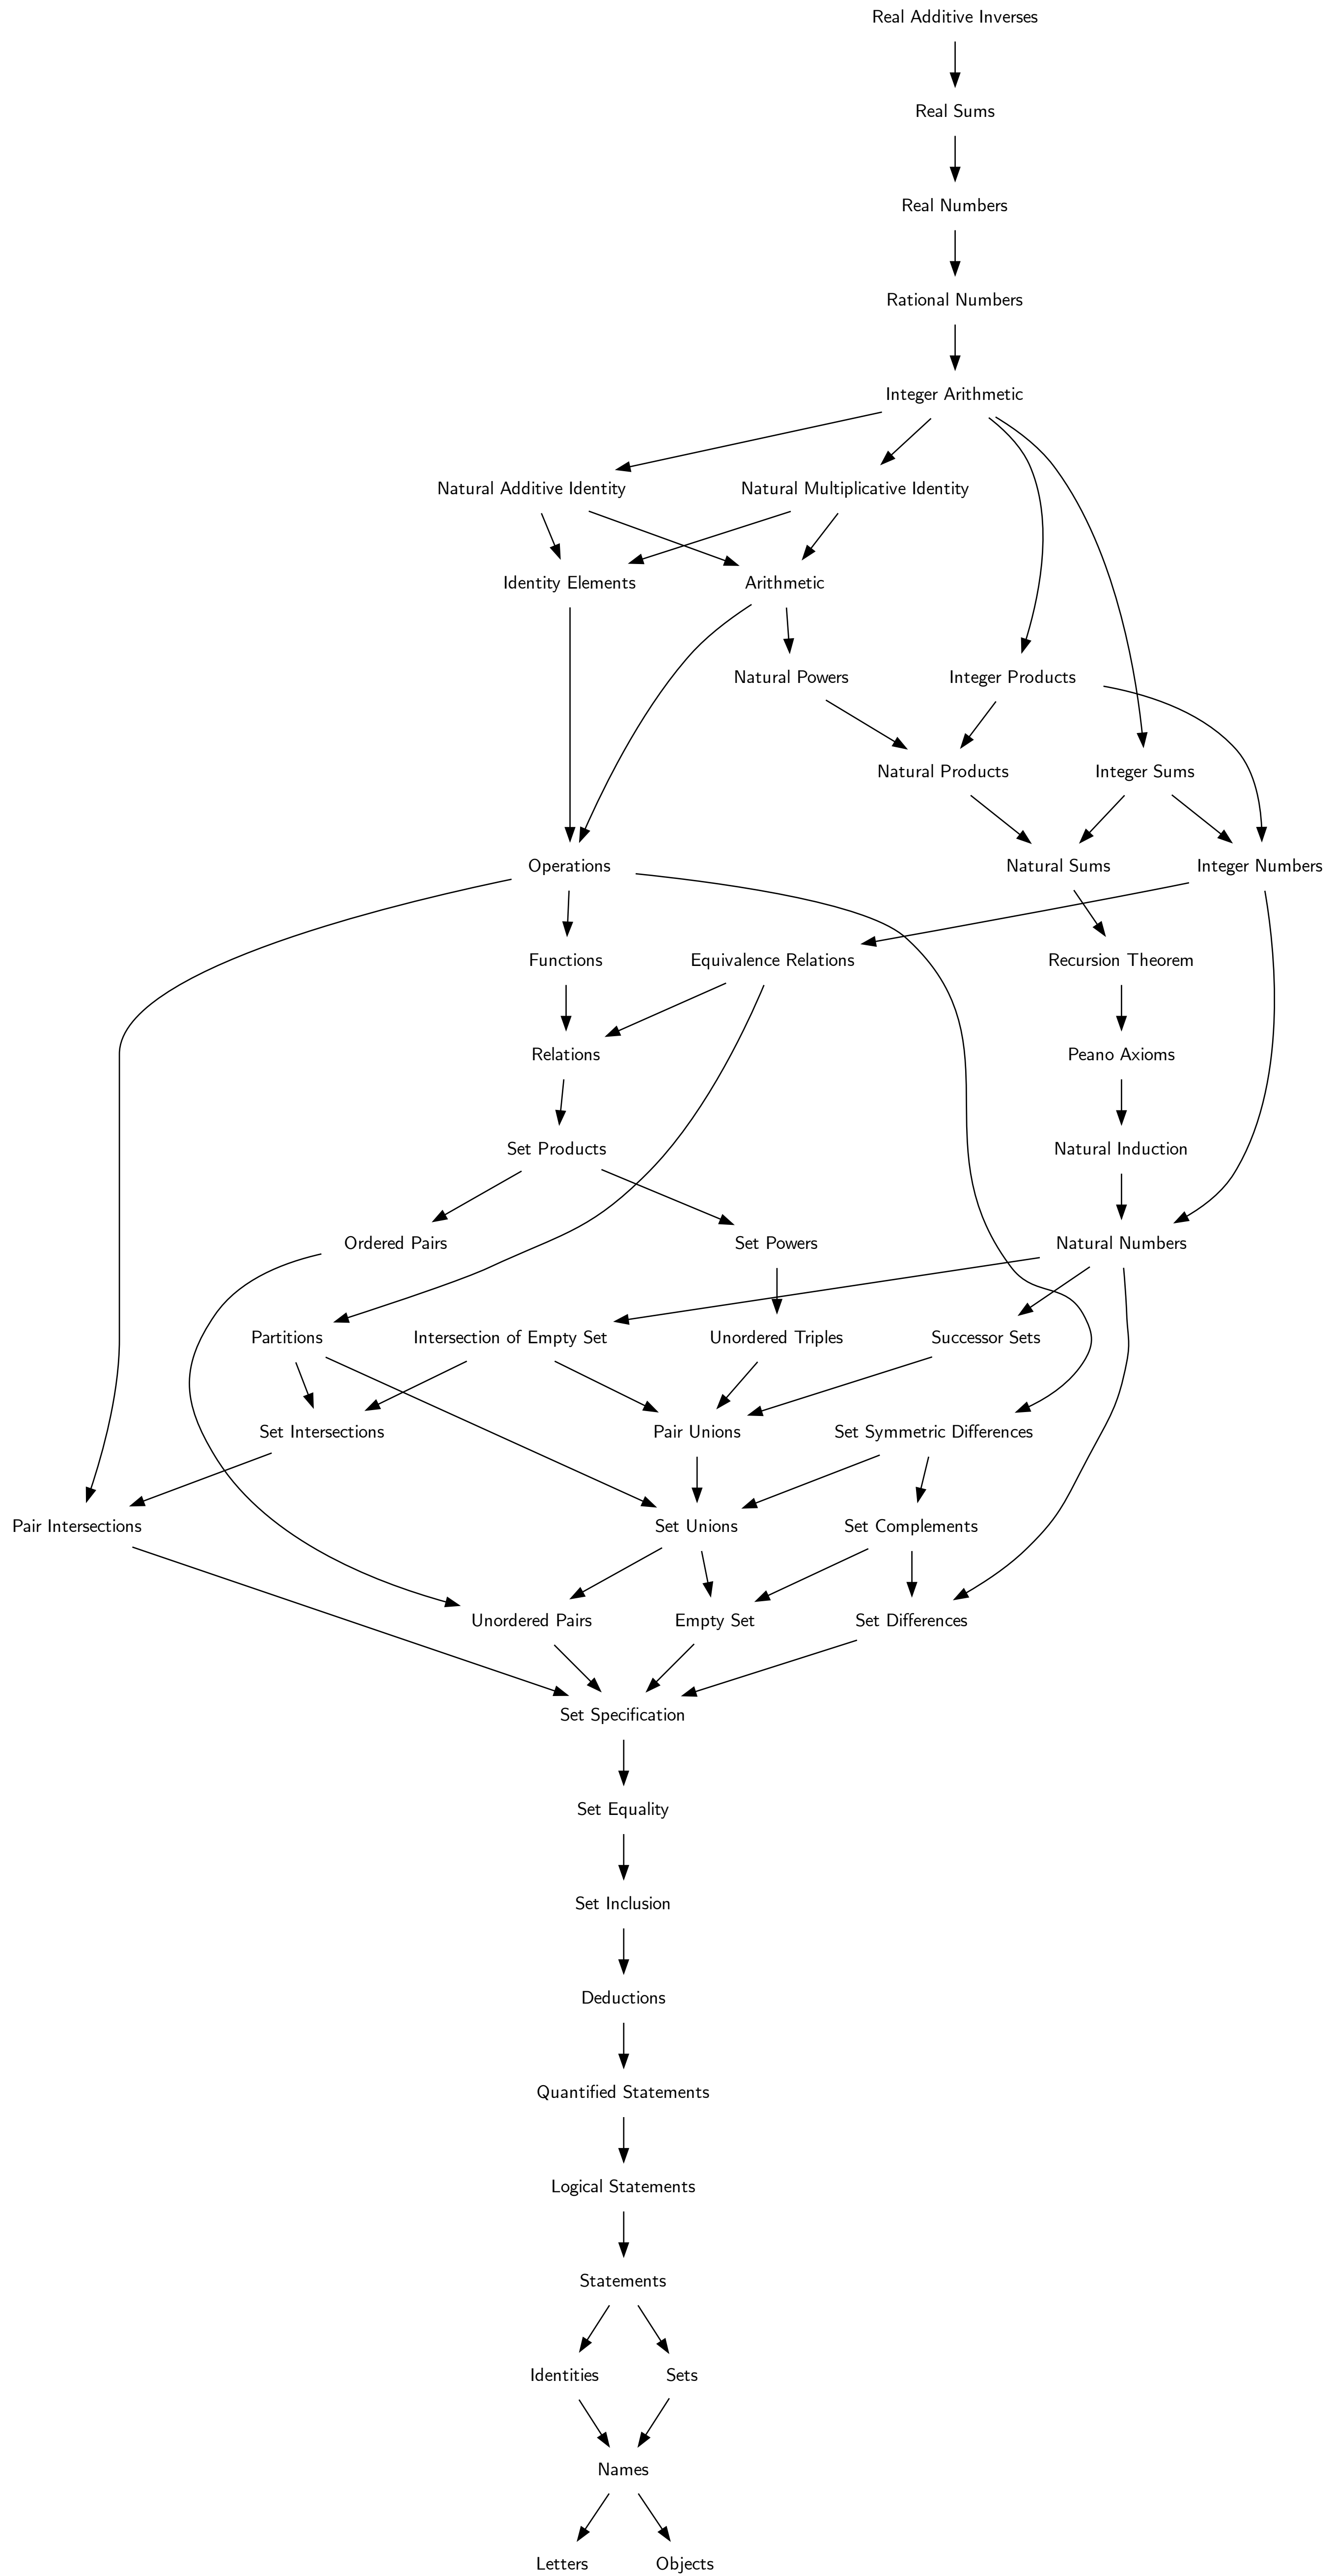 Real Additive Inverses
Real Sums
Real Numbers
Rational Numbers
Integer Arithmetic
Natural Additive Identity
Natural Multiplicative Identity
Identity Elements
Arithmetic
Natural Powers
Integer Products
Natural Products
Integer Sums
Operations
Natural Sums
Integer Numbers
Functions
Equivalence Relations
Recursion Theorem
Relations
Peano Axioms
Set Products
Natural Induction
Ordered Pairs
Set Powers
Natural Numbers
Partitions
Intersection of Empty Set
Unordered Triples
Successor Sets
Set Intersections
Pair Unions
Set Symmetric Differences
Pair Intersections
Set Unions
Set Complements
Unordered Pairs
Empty Set
Set Differences
Set Specification
Set Equality
Set Inclusion
Deductions
Quantified Statements
Logical Statements
Statements
Identities
Sets
Names
Letters
Objects